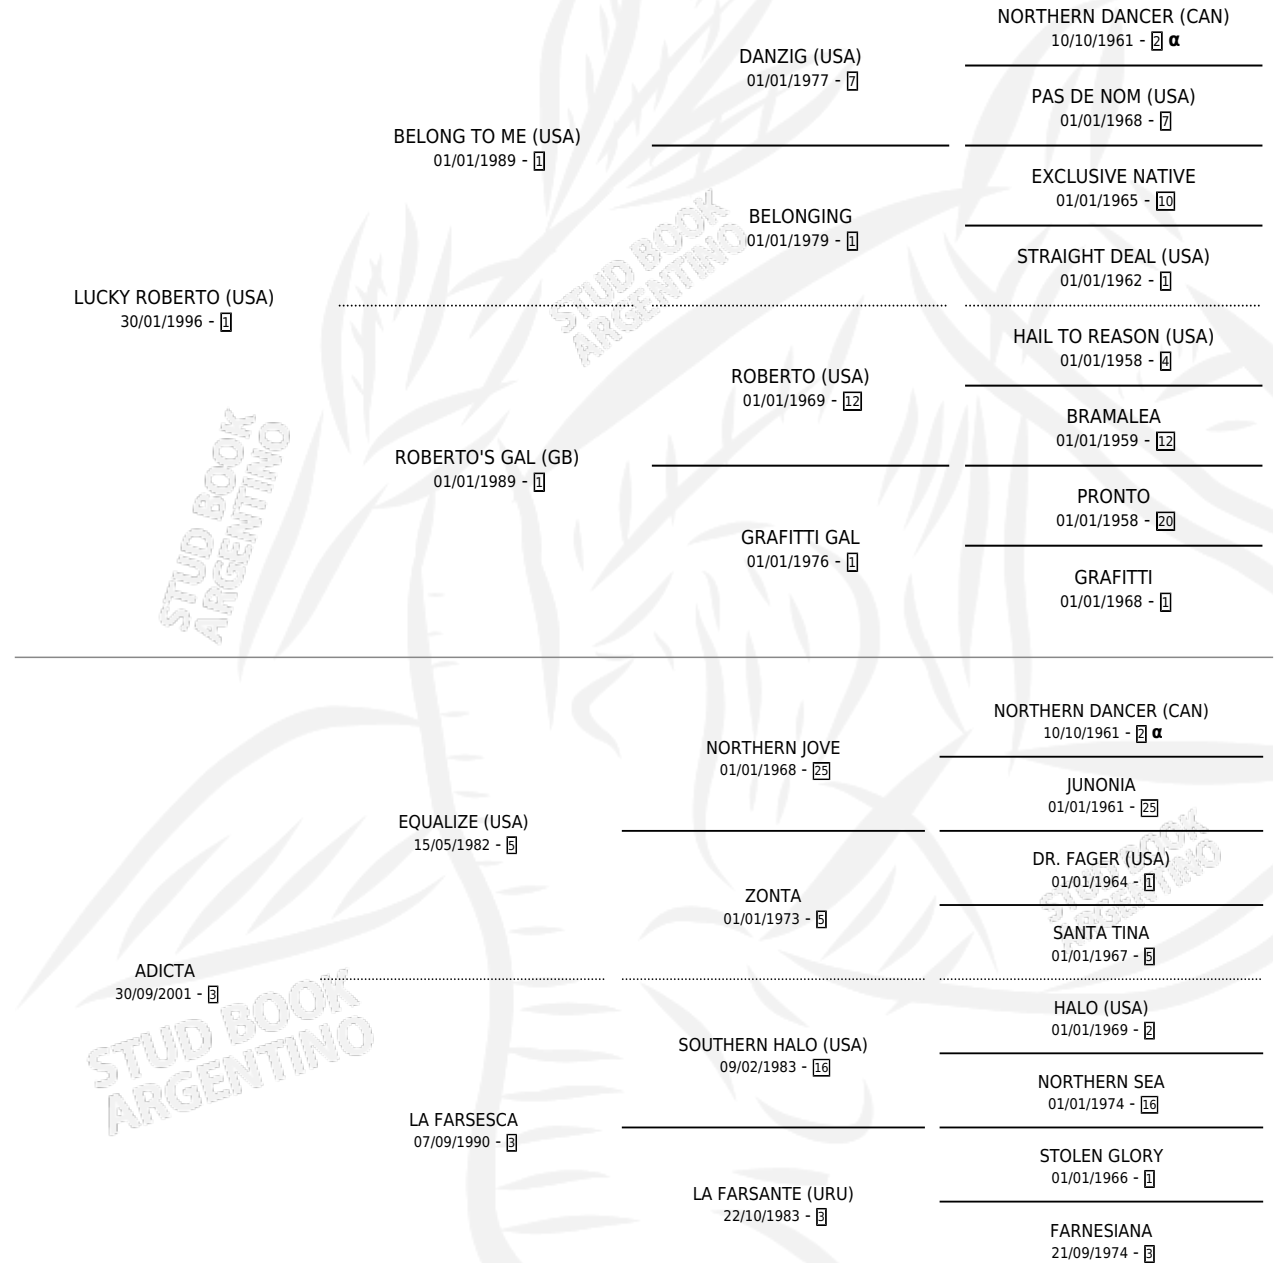 NORTHERN DANCER (CAN)
10/10/1961 - 2 α
DANZIG (USA)
01/01/1977 - 7
PAS DE NOM (USA)
01/01/1968 - 7
BELONG TO ME (USA)
01/01/1989 - 1
EXCLUSIVE NATIVE
01/01/1965 - 10
BELONGING
01/01/1979 - 1
STRAIGHT DEAL (USA)
01/01/1962 - 1
LUCKY ROBERTO (USA)
30/01/1996 - 1
HAIL TO REASON (USA)
01/01/1958 - 4
ROBERTO (USA)
01/01/1969 - 12
BRAMALEA
01/01/1959 - 12
ROBERTO'S GAL (GB)
01/01/1989 - 1
PRONTO
01/01/1958 - 20
GRAFITTI GAL
01/01/1976 - 1
GRAFITTI
01/01/1968 - 1
NORTHERN DANCER (CAN)
10/10/1961 - 2 α
NORTHERN JOVE
01/01/1968 - 25
JUNONIA
01/01/1961 - 25
EQUALIZE (USA)
15/05/1982 - 5
DR. FAGER (USA)
01/01/1964 - 1
ZONTA
01/01/1973 - 5
SANTA TINA
01/01/1967 - 5
ADICTA
30/09/2001 - 3
HALO (USA)
01/01/1969 - 2
SOUTHERN HALO (USA)
09/02/1983 - 16
NORTHERN SEA
01/01/1974 - 16
LA FARSESCA
07/09/1990 - 3
STOLEN GLORY
01/01/1966 - 1
LA FARSANTE (URU)
22/10/1983 - 3
FARNESIANA
21/09/1974 - 3
STUD BOOK
ARGENTINO
STUD BOOK
ARGENTINO
STUD BOOK
ARGENTINO
STUD BOOK
ARGENTINO